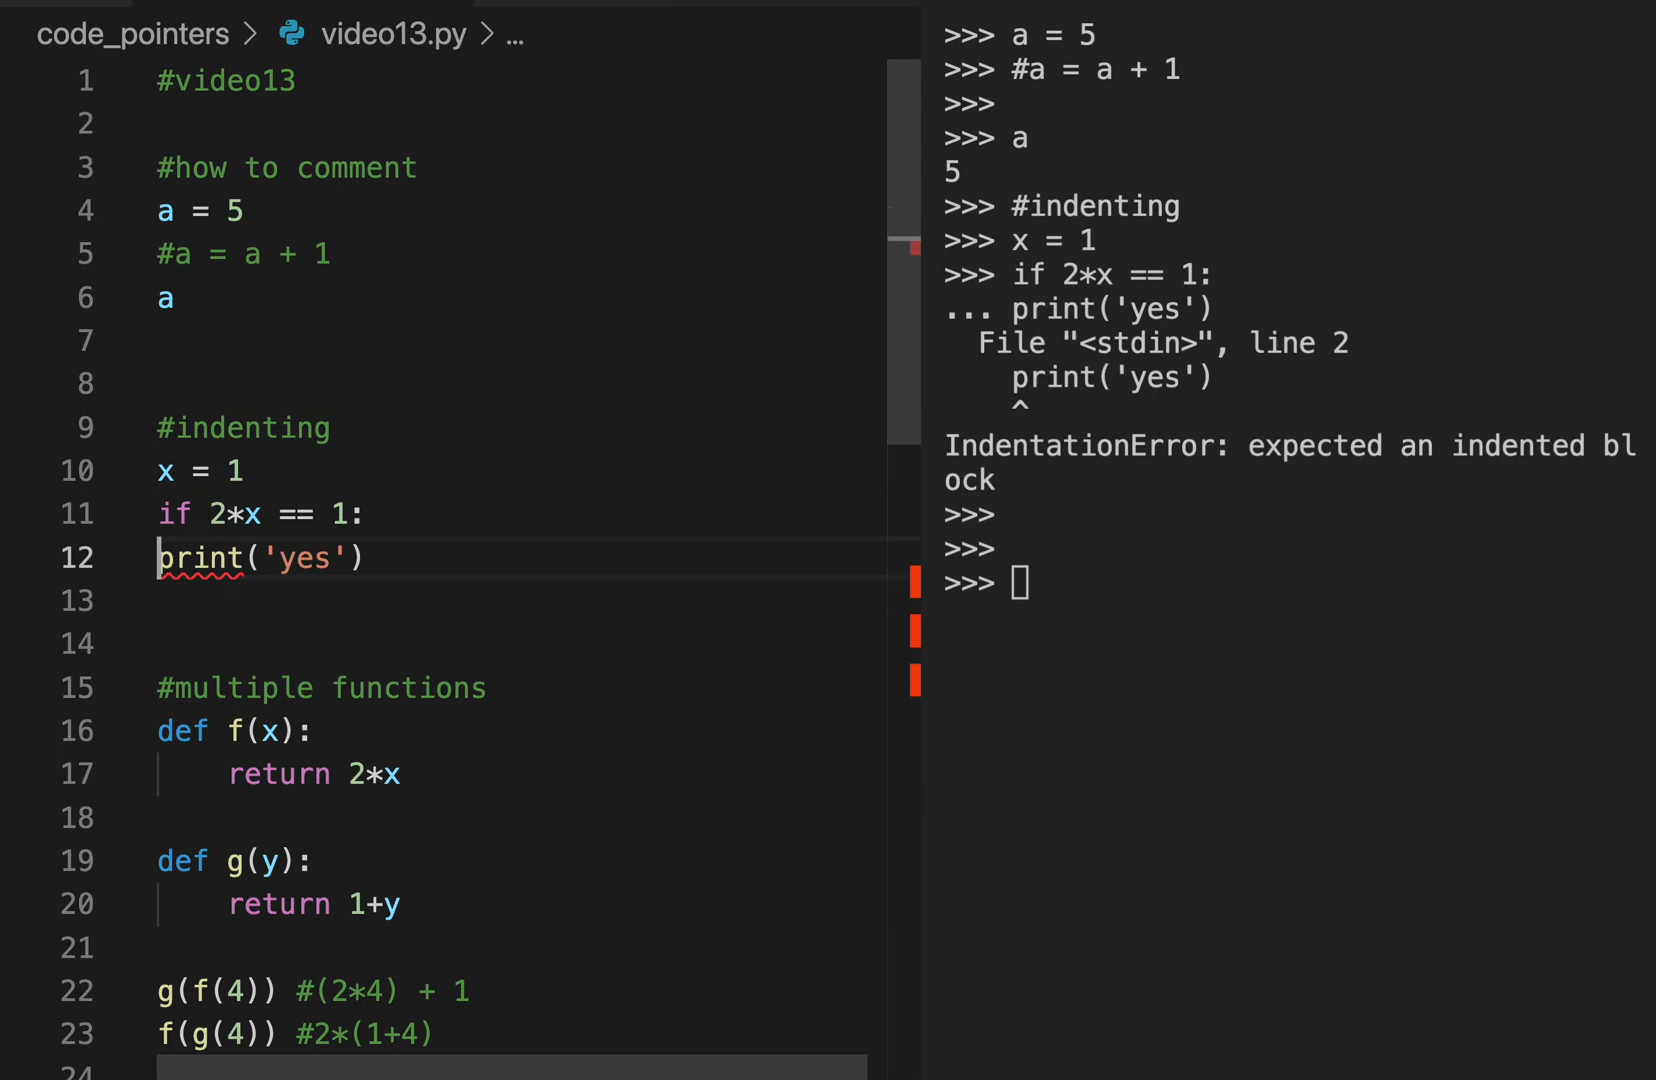 code_pointers > video13.py > ...
1 #video13
2
3 #how to comment
4 a = 5
5 #a = a + 1
6 a
7
8
9 #indenting
10 x = 1
11 if 2*x == 1:
12 print('yes')
13
14
15 #multiple functions
16 def f(x):
17 return 2*x
18
19 def g(y):
20 return 1+y
21
22 g(f(4)) #(2*4) + 1
23 f(g(4)) #2*(1+4)
24
>>> a = 5
>>> #a = a + 1
>>>
>>> a
5
>>> #indenting
>>> x = 1
>>> if 2*x == 1:
... print('yes')
File "<stdin>", line 2
print('yes')
^
IndentationError: expected an indented bl
ock
>>>
>>>
>>>